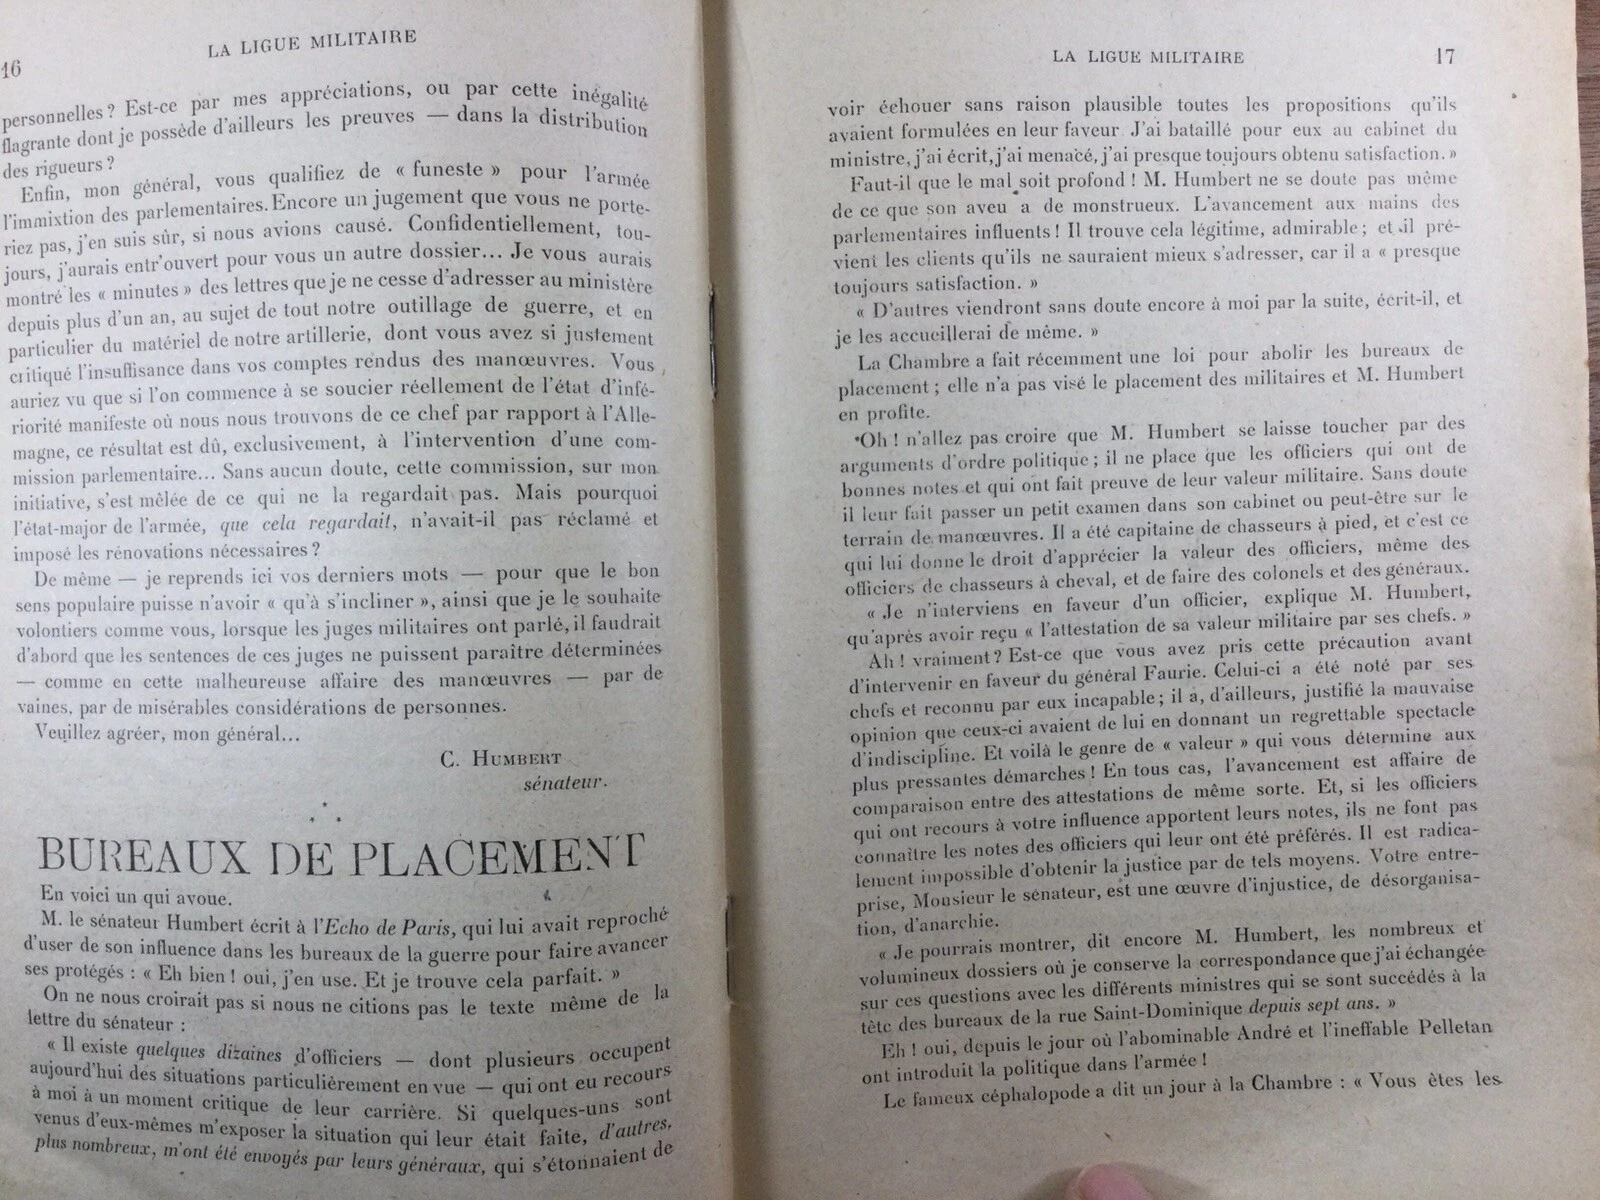 16
LA LIGUE MILITAIRE
personnelles ? Est-ce par mes appréciations, ou par cette inégalité
flagrante dont je possède d'ailleurs les preuves — dans la distribution
des rigueurs ?
Enfin, mon général, vous qualifiez de « funeste » pour l'armée
l'immixtion des parlementaires. Encore un jugement que vous ne porte-
riez pas, j'en suis sûr, si nous avions causé. Confidentiellement, tou-
jours, j'aurais entr'ouvert pour vous un autre dossier... Je vous aurais
montré les « minutes » des lettres que je ne cesse d'adresser au ministère
depuis plus d'un an, au sujet de tout notre outillage de guerre, et en
particulier du matériel de notre artillerie, dont vous avez si justement
critiqué l'insuffisance dans vos comptes rendus des manœuvres. Vous
auriez vu que si l'on commence à se soucier réellement de l'état d'infé-
riorité manifeste où nous nous trouvons de ce chef par rapport à l'Alle-
magne, ce résultat est dû, exclusivement, à l'intervention d'une com-
mission parlementaire... Sans aucun doute, cette commission, sur mon
initiative, s'est mêlée de ce qui ne la regardait pas. Mais pourquoi
l'état-major de l'armée, que cela regardait, n'avait-il pas réclamé et
imposé les rénovations nécessaires ?
De même — je reprends ici vos derniers mots — pour que le bon
sens populaire puisse n'avoir « qu'à s'incliner », ainsi que je le souhaite
volontiers comme vous, lorsque les juges militaires ont parlé, il faudrait
d'abord que les sentences de ces juges ne puissent paraître déterminées
— comme en cette malheureuse affaire des manœuvres — par de
vaines, par de misérables considérations de personnes.
Veuillez agréer, mon général...
C. HUMBERT
sénateur.
BUREAUX DE PLACEMENT
En voici un qui avoue.
M. le sénateur Humbert écrit à l'Echo de Paris, qui lui avait reproché
d'user de son influence dans les bureaux de la guerre pour faire avancer
ses protégés : « Eh bien ! oui, j'en use. Et je trouve cela parfait. »
On ne nous croirait pas si nous ne citions pas le texte même de la
lettre du sénateur :
« Il existe quelques dizaines d'officiers — dont plusieurs occupent
aujourd'hui des situations particulièrement en vue — qui ont eu recours
à moi à un moment critique de leur carrière. Si quelques-uns sont
venus d'eux-mêmes m'exposer la situation qui leur était faite, d'autres,
plus nombreux, m'ont été envoyés par leurs généraux, qui s'étonnaient de
LA LIGUE MILITAIRE
17
voir échouer sans raison plausible toutes les propositions qu'ils
avaient formulées en leur faveur. J'ai bataillé pour eux au cabinet du
ministre, j'ai écrit, j'ai menacé, j'ai presque toujours obtenu satisfaction. »
Faut-il que le mal soit profond ! M. Humbert ne se doute pas même
de ce que son aveu a de monstrueux. L'avancement aux mains des
parlementaires influents ! Il trouve cela légitime, admirable ; et il pré-
vient les clients qu'ils ne sauraient mieux s'adresser, car il a « presque
toujours satisfaction. »
« D'autres viendront sans doute encore à moi par la suite, écrit-il, et
je les accueillerai de même. »
La Chambre a fait récemment une loi pour abolir les bureaux de
placement ; elle n'a pas visé le placement des militaires et M. Humbert
en profite.
Oh ! n'allez pas croire que M. Humbert se laisse toucher par des
arguments d'ordre politique ; il ne place que les officiers qui ont de
bonnes notes et qui ont fait preuve de leur valeur militaire. Sans doute
il leur fait passer un petit examen dans son cabinet ou peut-être sur le
terrain de manœuvres. Il a été capitaine de chasseurs à pied, et c'est ce
qui lui donne le droit d'apprécier la valeur des officiers, même des
officiers de chasseurs à cheval, et de faire des colonels et des généraux.
« Je n'interviens en faveur d'un officier, explique M. Humbert,
qu'après avoir reçu « l'attestation de sa valeur militaire par ses chefs. »
Ah ! vraiment ? Est-ce que vous avez pris cette précaution avant
d'intervenir en faveur du général Faurie. Celui-ci a été noté par ses
chefs et reconnu par eux incapable ; il a, d'ailleurs, justifié la mauvaise
opinion que ceux-ci avaient de lui en donnant un regrettable spectacle
d'indiscipline. Et voilà le genre de « valeur » qui vous détermine aux
plus pressantes démarches ! En tous cas, l'avancement est affaire de
comparaison entre des attestations de même sorte. Et, si les officiers
qui ont recours à votre influence apportent leurs notes, ils ne font pas
connaître les notes des officiers qui leur ont été préférés. Il est radica-
lement impossible d'obtenir la justice par de tels moyens. Votre entre-
prise, Monsieur le sénateur, est une œuvre d'injustice, de désorganisa-
tion, d'anarchie.
« Je pourrais montrer, dit encore M. Humbert, les nombreux et
volumineux dossiers où je conserve la correspondance que j'ai échangée
sur ces questions avec les différents ministres qui se sont succédés à la
tête des bureaux de la rue Saint-Dominique depuis sept ans. »
Eh ! oui, depuis le jour où l'abominable André et l'ineffable Pelletan
ont introduit la politique dans l'armée !
Le fameux céphalopode a dit un jour à la Chambre : « Vous êtes les